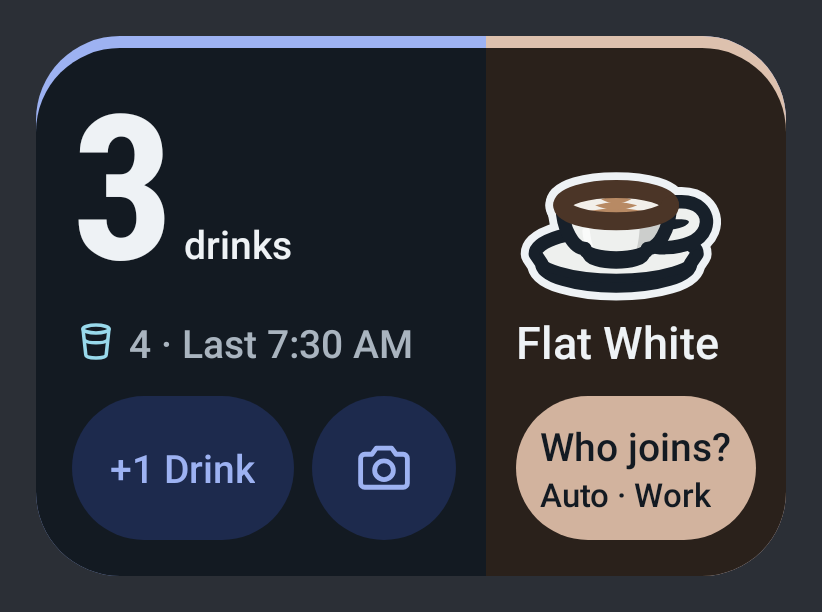 3 drinks
4 · Last 7:30 AM
+1 Drink
Flat White
Who joins?
Auto · Work